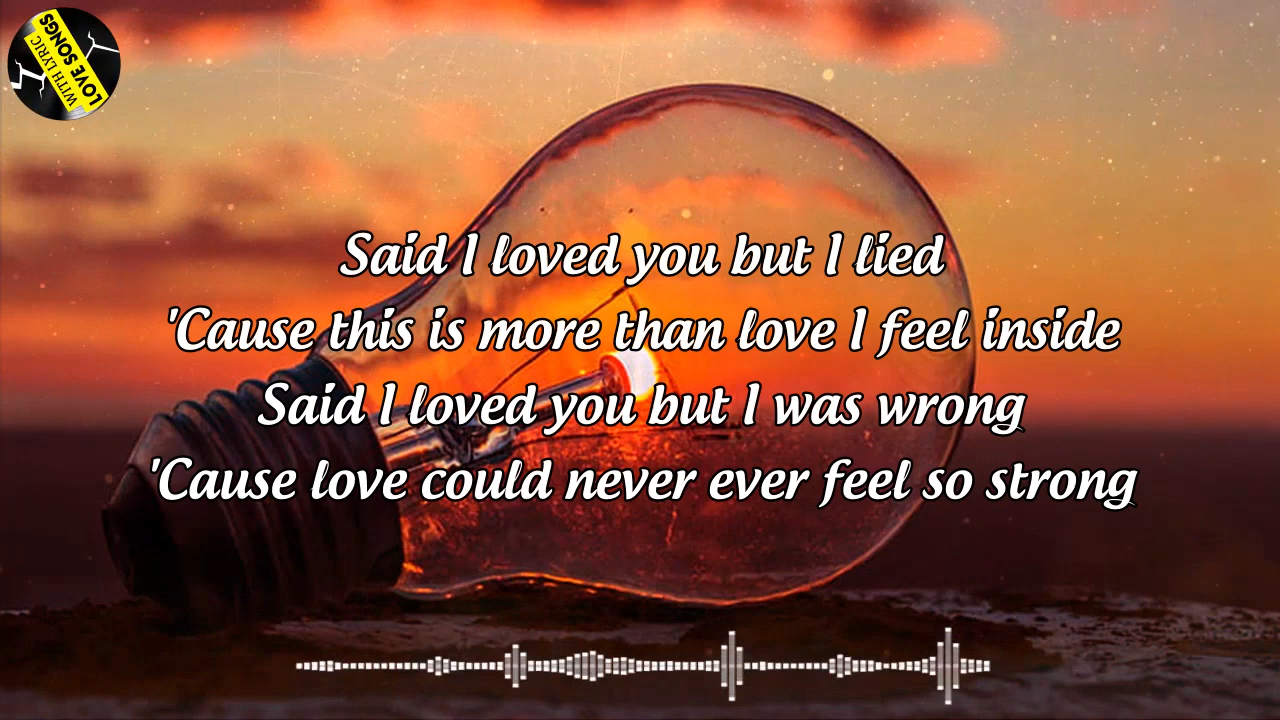 LOVE SONGS
WITH LYRIC
Said I loved you but I lied
'Cause this is more than love I feel inside
Said I loved you but I was wrong
'Cause love could never ever feel so strong